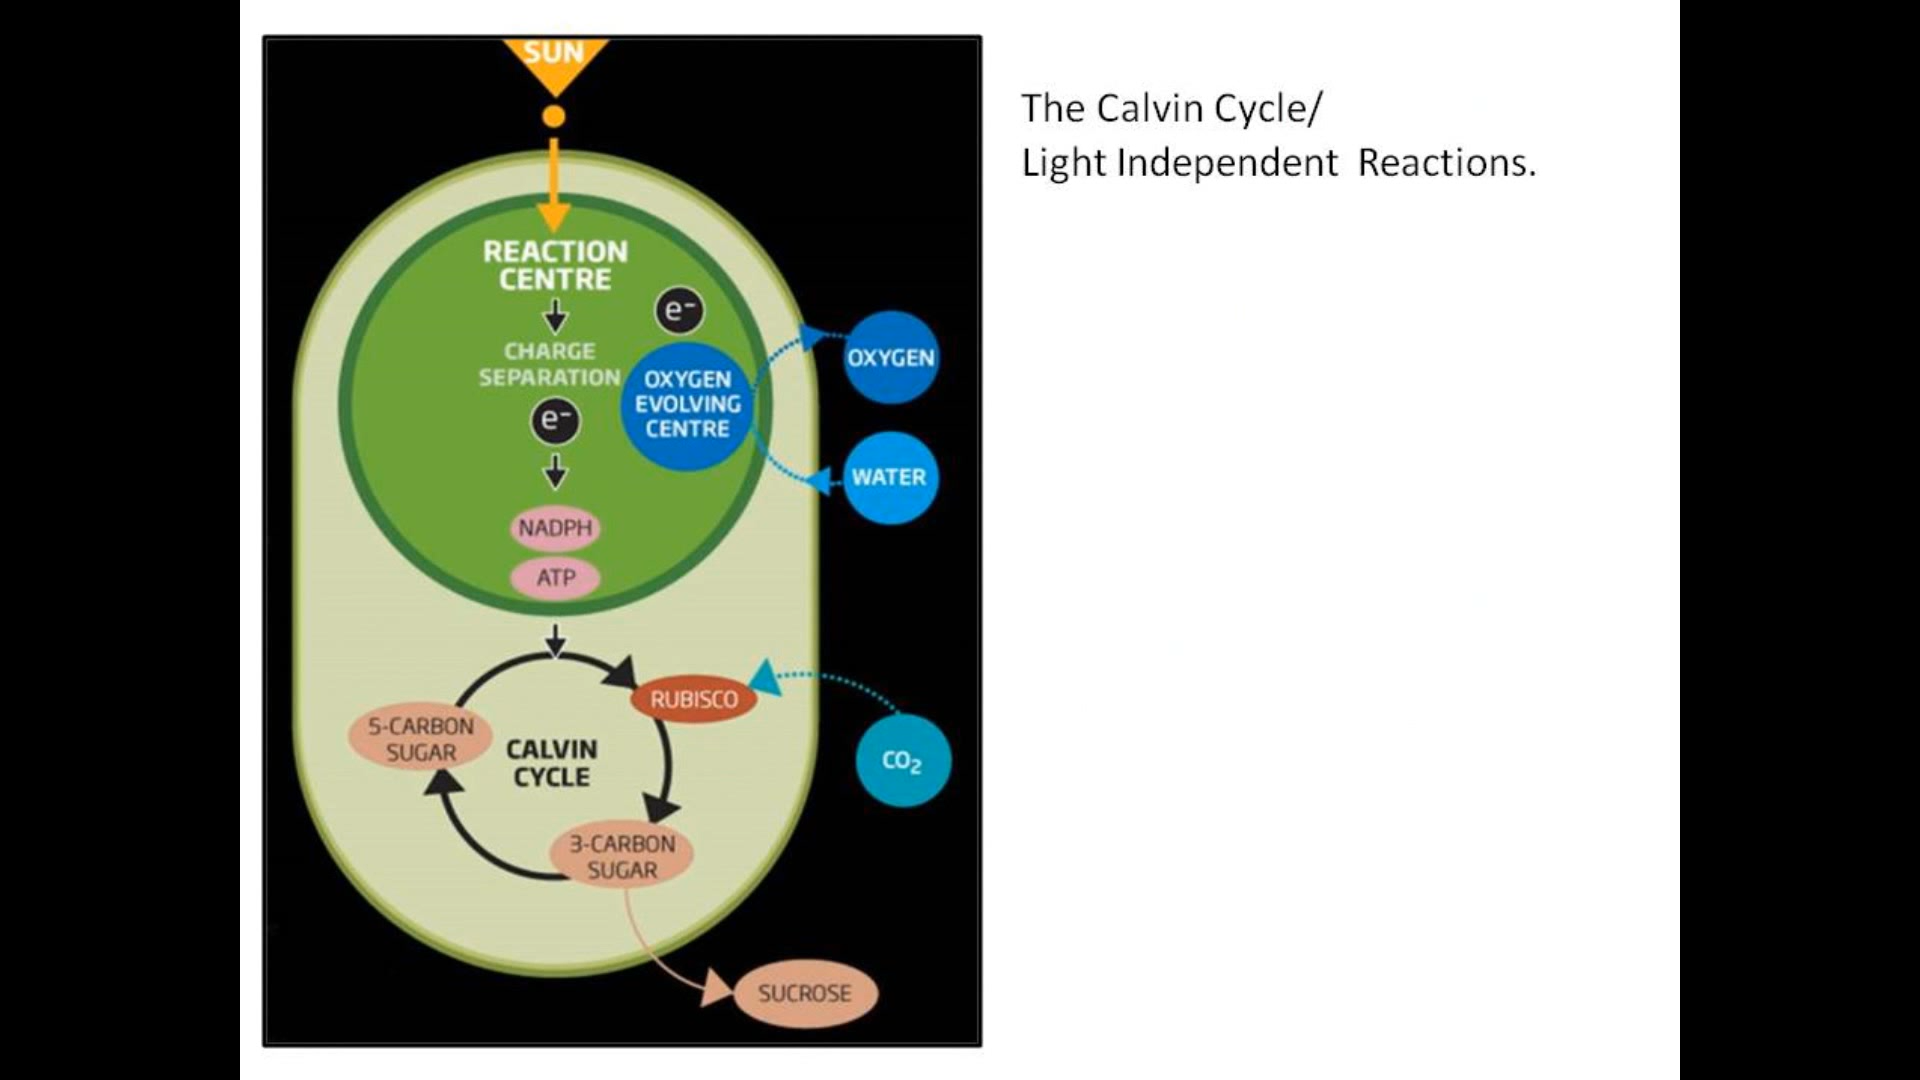 SUN
The Calvin Cycle/
Light Independent Reactions.
REACTION
CENTRE
e⁻
CHARGE
SEPARATION
OXYGEN
EVOLVING
CENTRE
OXYGEN
e⁻
WATER
NADPH
ATP
RUBISCO
5-CARBON
SUGAR
CALVIN
CYCLE
CO₂
3-CARBON
SUGAR
SUCROSE